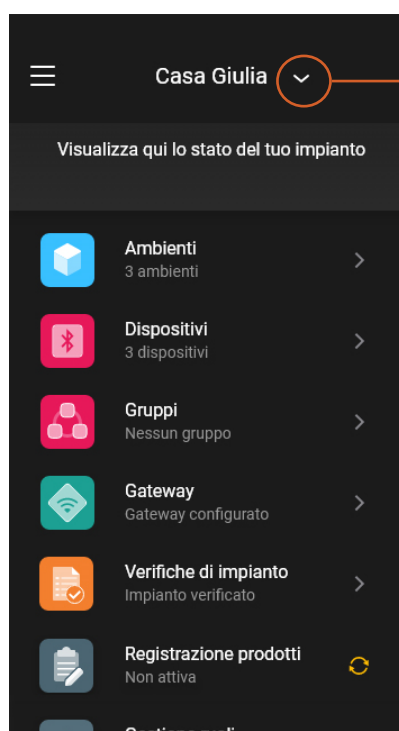 Casa Giulia
Visualizza qui lo stato del tuo impianto
Ambienti
3 ambienti
Dispositivi
3 dispositivi
Gruppi
Nessun gruppo
Gateway
Gateway configurato
Verifiche di impianto
Impianto verificato
Registrazione prodotti
Non attiva